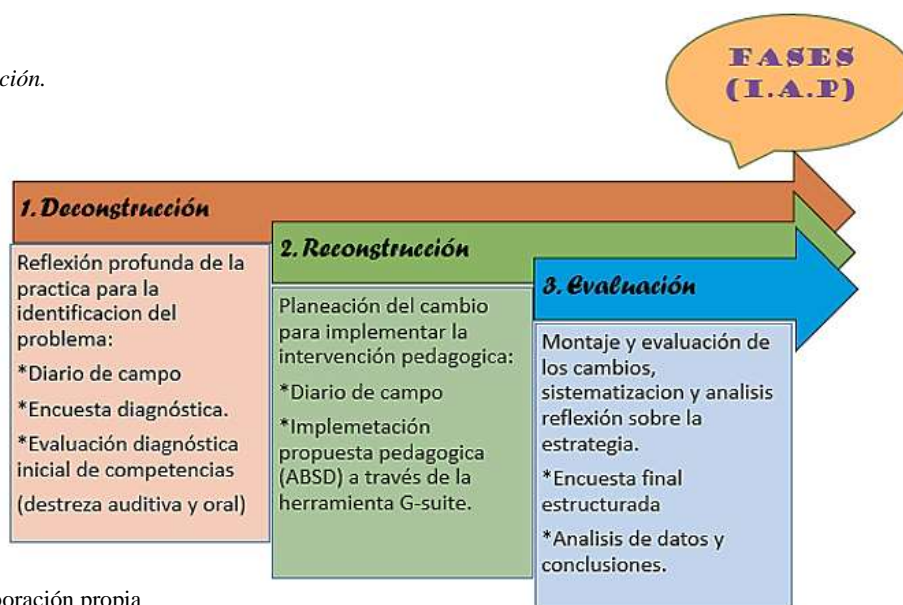 ción.
FASES
(I.A.P)
1. Deconstrucción
Reflexión profunda de la
practica para la
identificacion del
problema:
*Diario de campo
*Encuesta diagnóstica.
*Evaluación diagnóstica
inicial de competencias
(destreza auditiva y oral)
2. Reconstrucción
Planeación del cambio
para implementar la
intervención pedagogica:
*Diario de campo
*Implemetación
propuesta pedagogica
(ABSD) a través de la
herramienta G-suite.
3. Evaluación
Montaje y evaluación de
los cambios,
sistematizacion y analisis
reflexión sobre la
estrategia.
*Encuesta final
estructurada
*Analisis de datos y
conclusiones.
boración propia